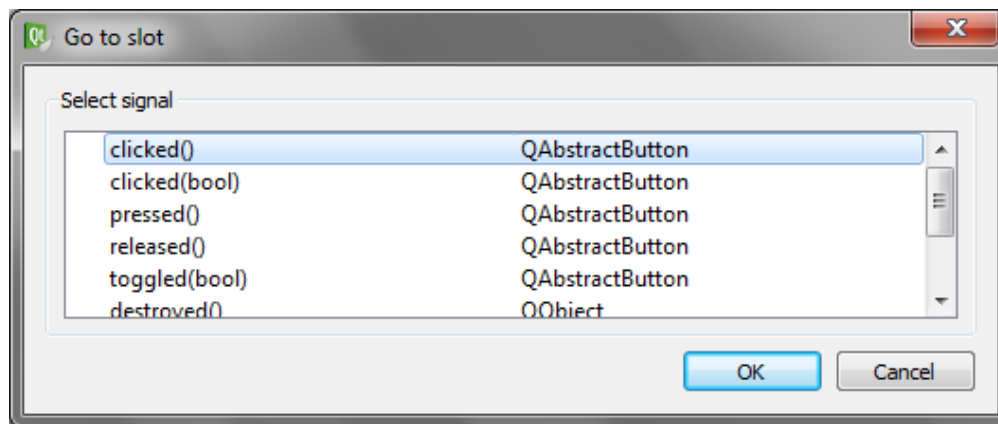 Go to slot
Select signal
clicked() QAbstractButton
clicked(bool) QAbstractButton
pressed() QAbstractButton
released() QAbstractButton
toggled(bool) QAbstractButton
destroyed() QObject
OK Cancel